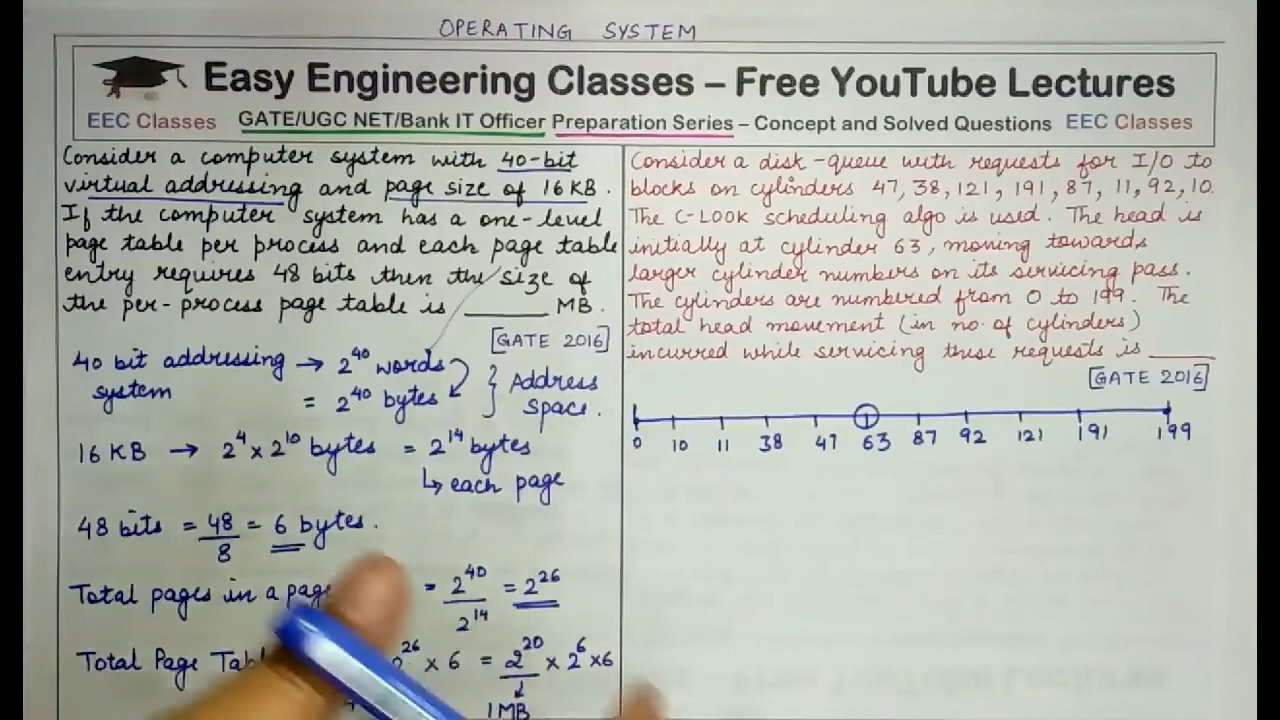 OPERATING SYSTEM
Easy Engineering Classes – Free YouTube Lectures
EEC Classes GATE/UGC NET/Bank IT Officer Preparation Series – Concept and Solved Questions EEC Classes
Consider a computer system with 40-bit
virtual addressing and page size of 16 KB.
If the computer system has a one-level
page table per process and each page table
entry requires 48 bits then the size of
the per-process page table is ______ MB.
[GATE 2016]
40 bit addressing → 2^40 words
system = 2^40 bytes } Address Space.
16 KB → 2^4 x 2^10 bytes = 2^14 bytes
↳ each page
48 bits = 48/8 = 6 bytes.
Total pages in a page = 2^40/2^14 = 2^26
Total Page 2^26 x 6 = 2^20 x 2^6 x 6
↓
1 MB
Consider a disk-queue with requests for I/O to
blocks on cylinders 47, 38, 121, 191, 87, 11, 92, 10.
The C-LOOK scheduling algo is used. The head is
initially at cylinder 63, moving towards
larger cylinder numbers on its servicing pass.
The cylinders are numbered from 0 to 199. The
total head movement (in no. of cylinders)
incurred while servicing these requests is ______
[GATE 2016]
0 10 11 38 47 63 87 92 121 191 199